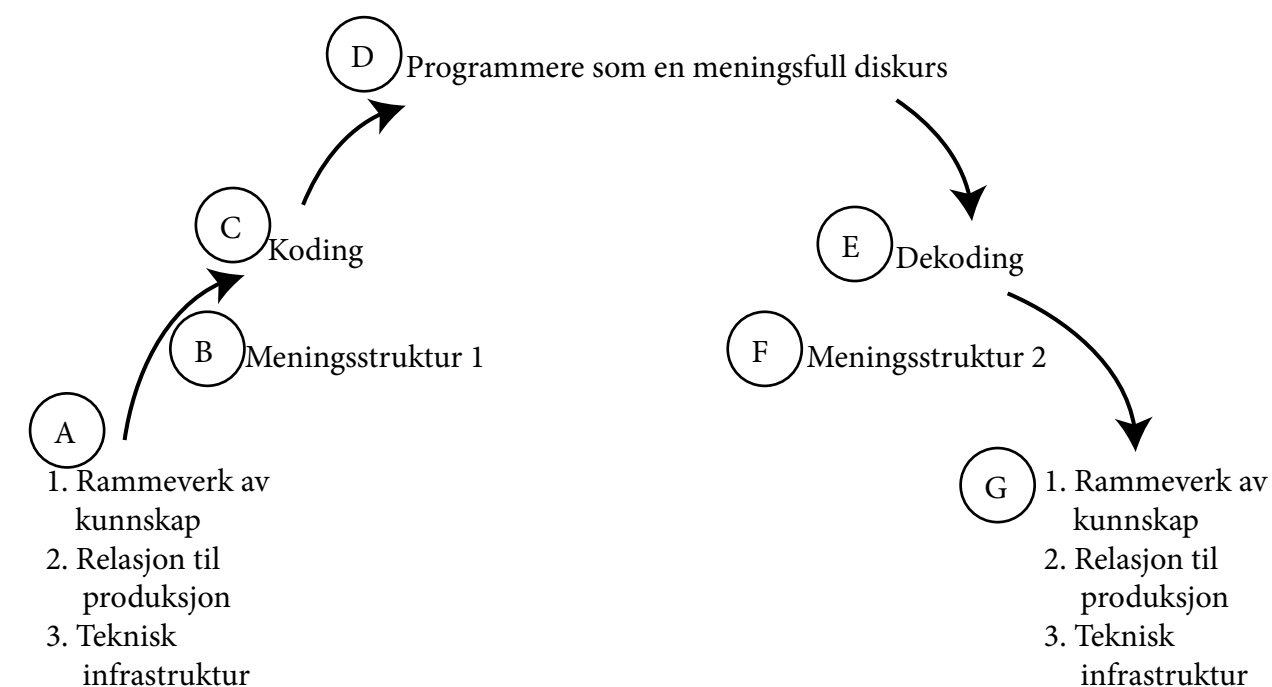 D
Programmere som en meningsfull diskurs
C
Koding
E
Dekoding
B
Meningsstruktur 1
F
Meningsstruktur 2
A
1. Rammeverk av
kunnskap
2. Relasjon til
produksjon
3. Teknisk
infrastruktur
G
1. Rammeverk av
kunnskap
2. Relasjon til
produksjon
3. Teknisk
infrastruktur